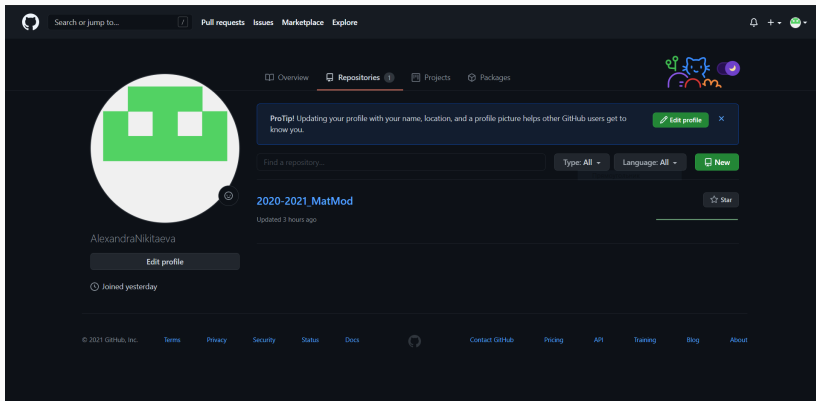 Search or jump to... /
Pull requests Issues Marketplace Explore
Overview Repositories 1 Projects Packages
ProTip! Updating your profile with your name, location, and a profile picture helps other GitHub users get to
know you.
Edit profile
Find a repository...
Type: All
Language: All
New
2020-2021_MatMod
Star
Updated 3 hours ago
AlexandraNikitaeva
Edit profile
Joined yesterday
© 2021 GitHub, Inc. Terms Privacy Security Status Docs Contact GitHub Pricing API Training Blog About